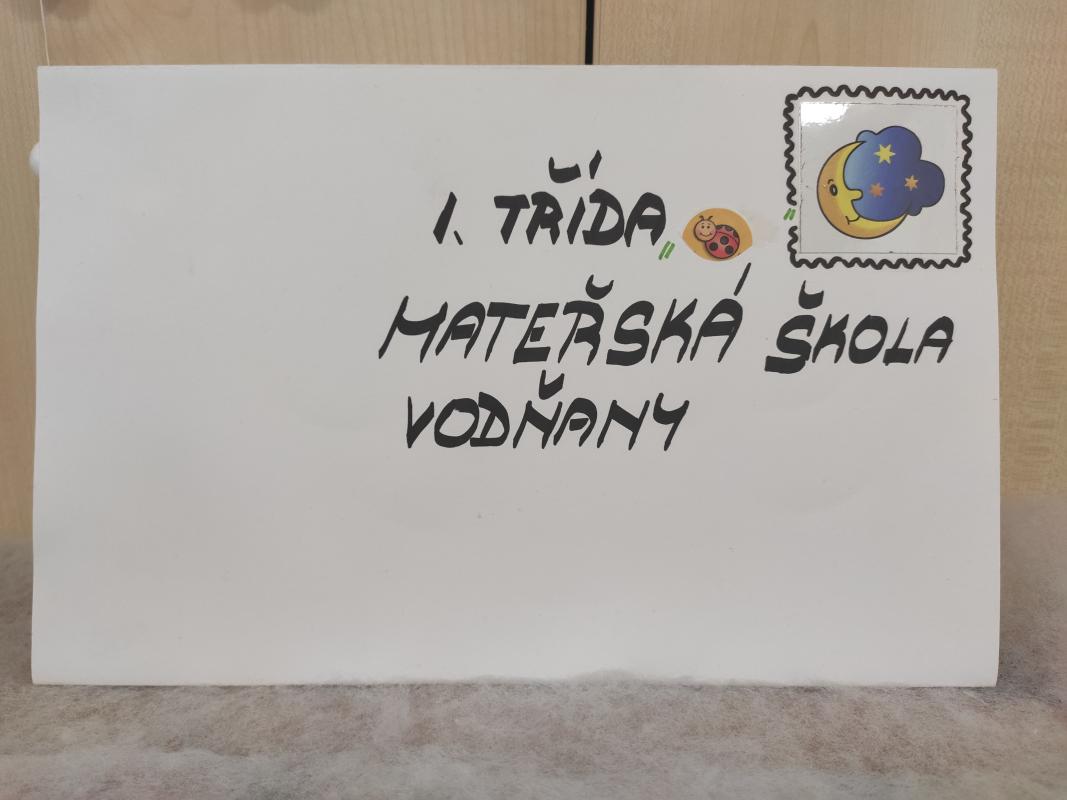 1. TŘÍDA
MATEŘSKÁ ŠKOLA
VODŇANY